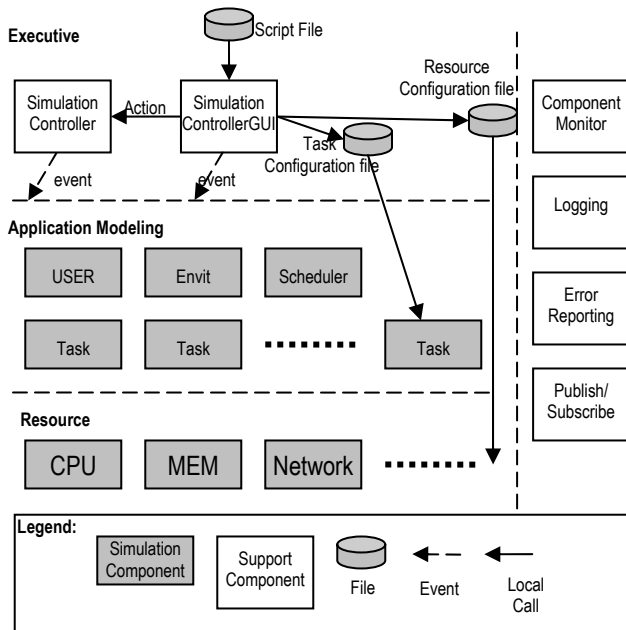 Executive
Script File
Resource
Configuration file
Simulation
Controller
Action
Simulation
ControllerGUI
Task
Configuration file
Component
Monitor
event
event
Logging
Application Modeling
USER
Envit
Scheduler
Error
Reporting
Task
Task
Task
Publish/
Subscribe
Resource
CPU
MEM
Network
Legend:
Simulation
Component
Support
Component
File
Event
Local
Call